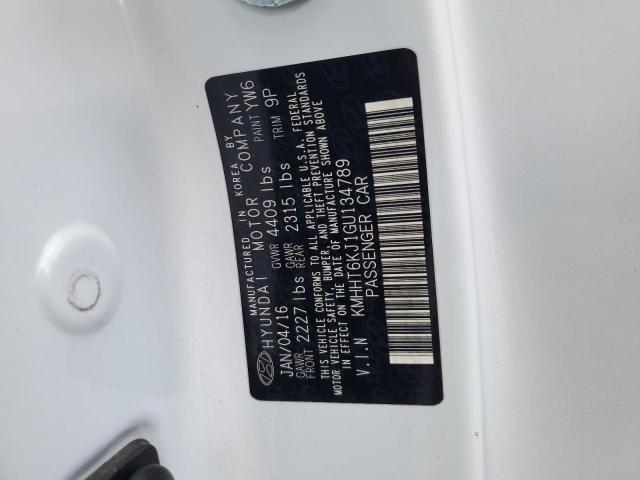 MANUFACTURED IN KOREA BY
HYUNDAI MOTOR COMPANY
JAN/04/16 GVWR 4409 lbs PAINT YW6
GAWR FRONT 2227 lbs GAWR REAR 2315 lbs TRIM 9P
THIS VEHICLE CONFORMS TO ALL APPLICABLE U.S.A. FEDERAL
MOTOR VEHICLE SAFETY, BUMPER, AND THEFT PREVENTION STANDARDS
IN EFFECT ON THE DATE OF MANUFACTURE SHOWN ABOVE
V.I.N KMHHT6KJ1GU134789
PASSENGER CAR